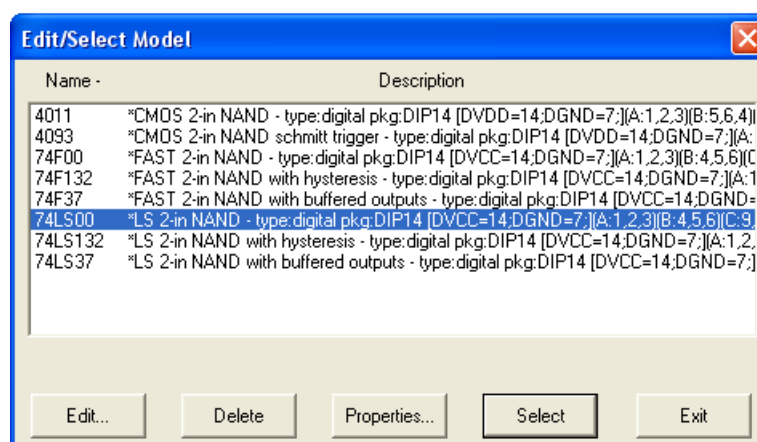 Edit/Select Model
Name - Description
4011 *CMOS 2-in NAND - type:digital pkg:DIP14 [DVDD=14;DGND=7;](A:1,2,3)(B:5,6,4)(
4093 *CMOS 2-in NAND schmitt trigger - type:digital pkg:DIP14 [DVDD=14;DGND=7;](A:
74F00 *FAST 2-in NAND - type:digital pkg:DIP14 [DVCC=14;DGND=7;](A:1,2,3)(B:4,5,6)(C
74F132 *FAST 2-in NAND with hysteresis - type:digital pkg:DIP14 [DVCC=14;DGND=7;](A:1
74F37 *FAST 2-in NAND with buffered outputs - type:digital pkg:DIP14 [DVCC=14;DGND=
74LS00 *LS 2-in NAND - type:digital pkg:DIP14 [DVCC=14;DGND=7;](A:1,2,3)(B:4,5,6)(C:9,
74LS132 *LS 2-in NAND with hysteresis - type:digital pkg:DIP14 [DVCC=14;DGND=7;](A:1,2,
74LS37 *LS 2-in NAND with buffered outputs - type:digital pkg:DIP14 [DVCC=14;DGND=7;]
Edit... Delete Properties... Select Exit